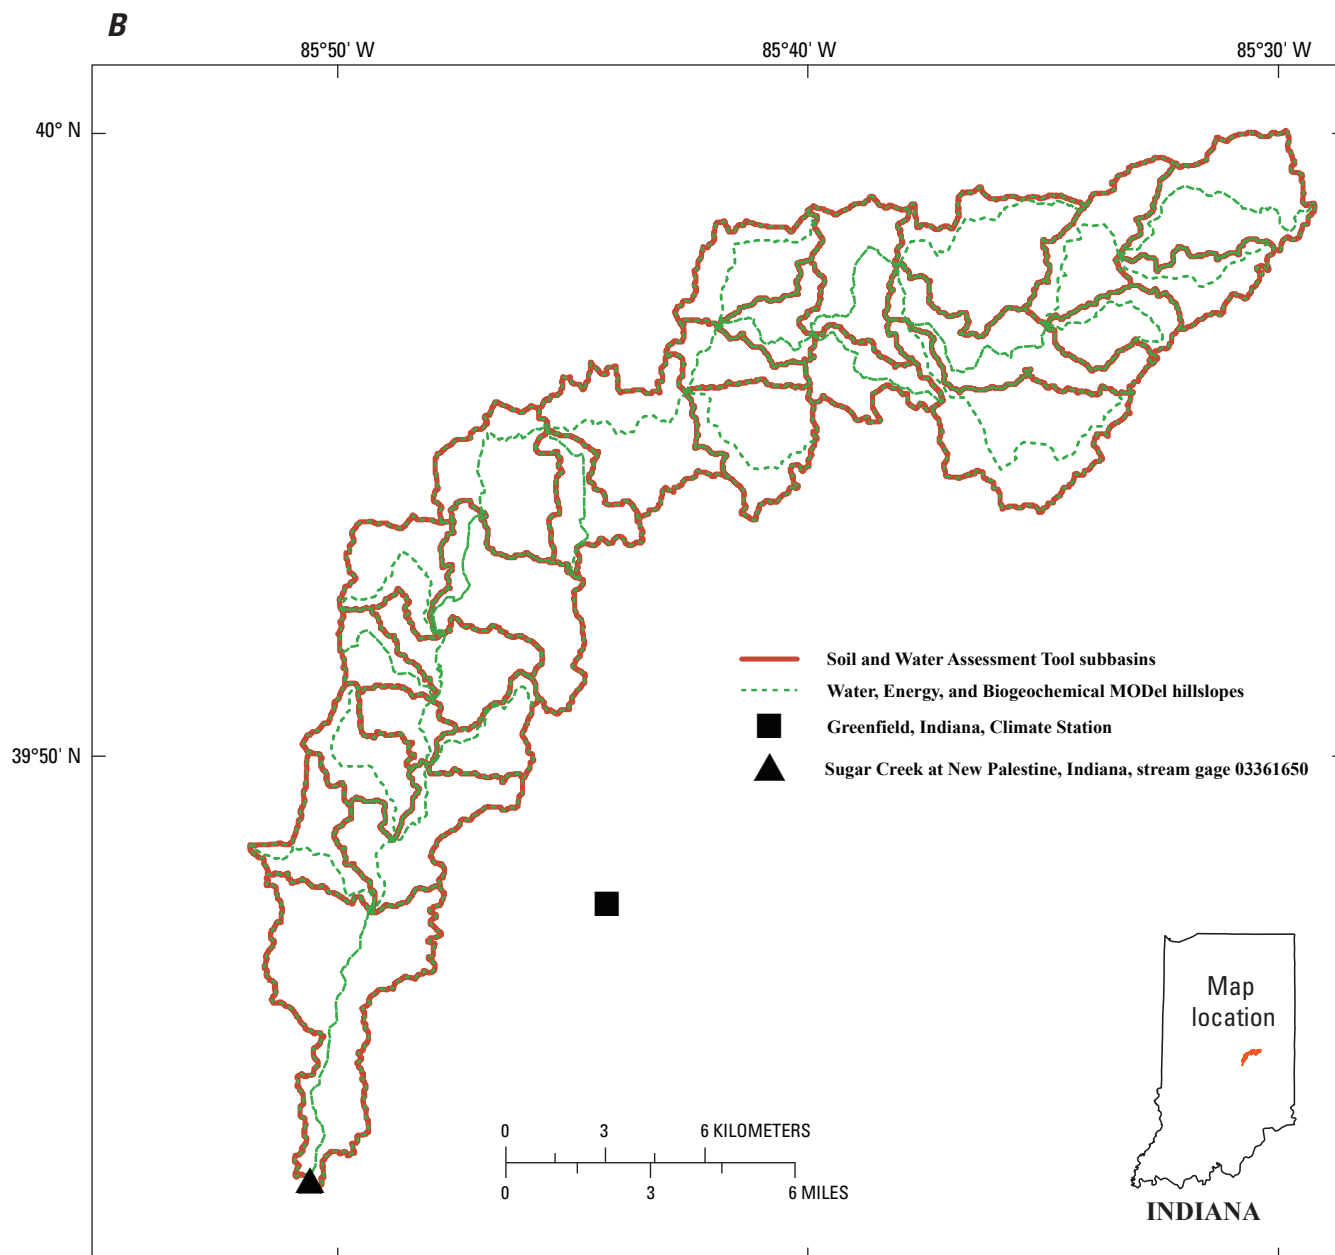 B
85°50' W
85°40' W
85°30' W
40° N
39°50' N
Soil and Water Assessment Tool subbasins
Water, Energy, and Biogeochemical MODel hillslopes
Greenfield, Indiana, Climate Station
Sugar Creek at New Palestine, Indiana, stream gage 03361650
Map
location
INDIANA
0 3 6 KILOMETERS
0 3 6 MILES